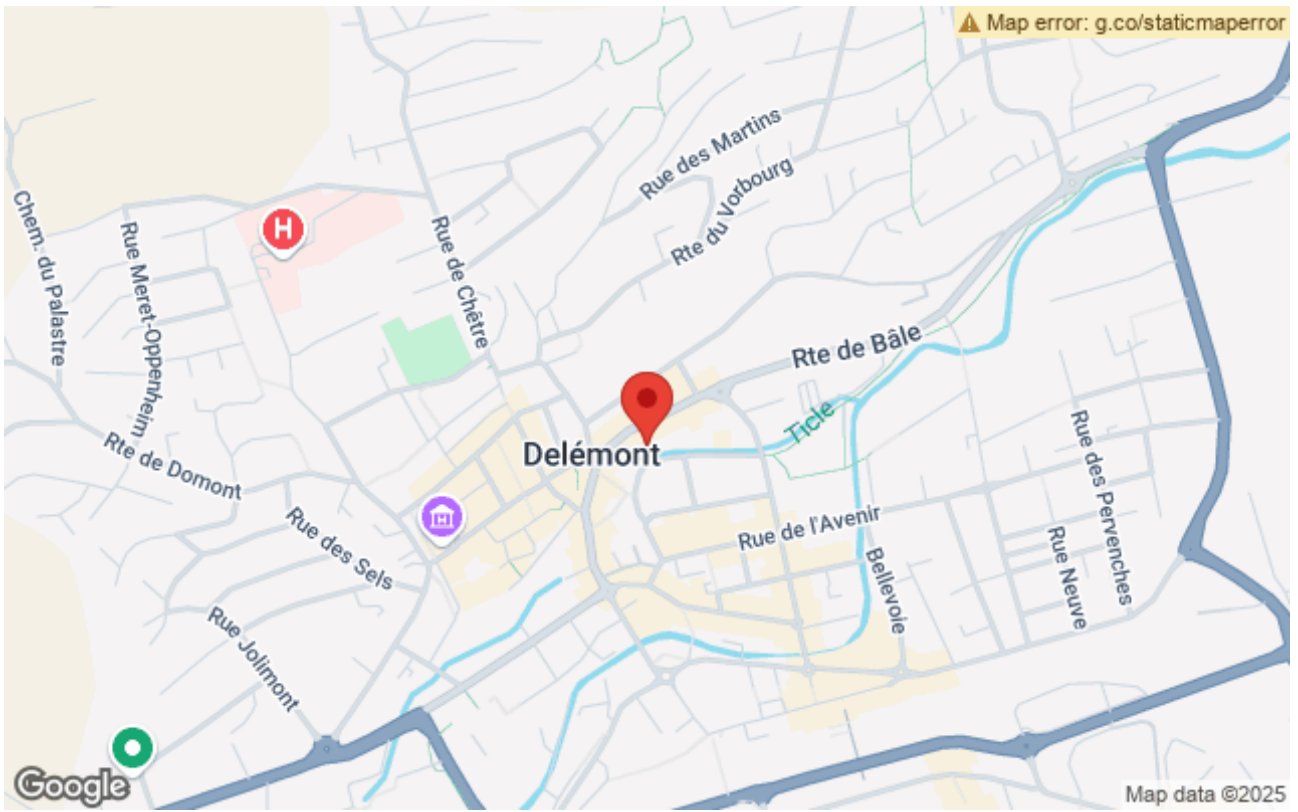 Map error: g.co/staticmaperror
Rue des Martins
Rte du Vorbourg
H
Rue de Chêtre
Chem. du Palastre
Rue Meret-Oppenheim
Rte de Bâle
Ticle
Delémont
Rte de Domont
Rue des Pervenches
H
Rue de l'Avenir
Rue des Sels
Rue Neuve
Bellevoie
Rue Jolimont
Google
Map data ©2025